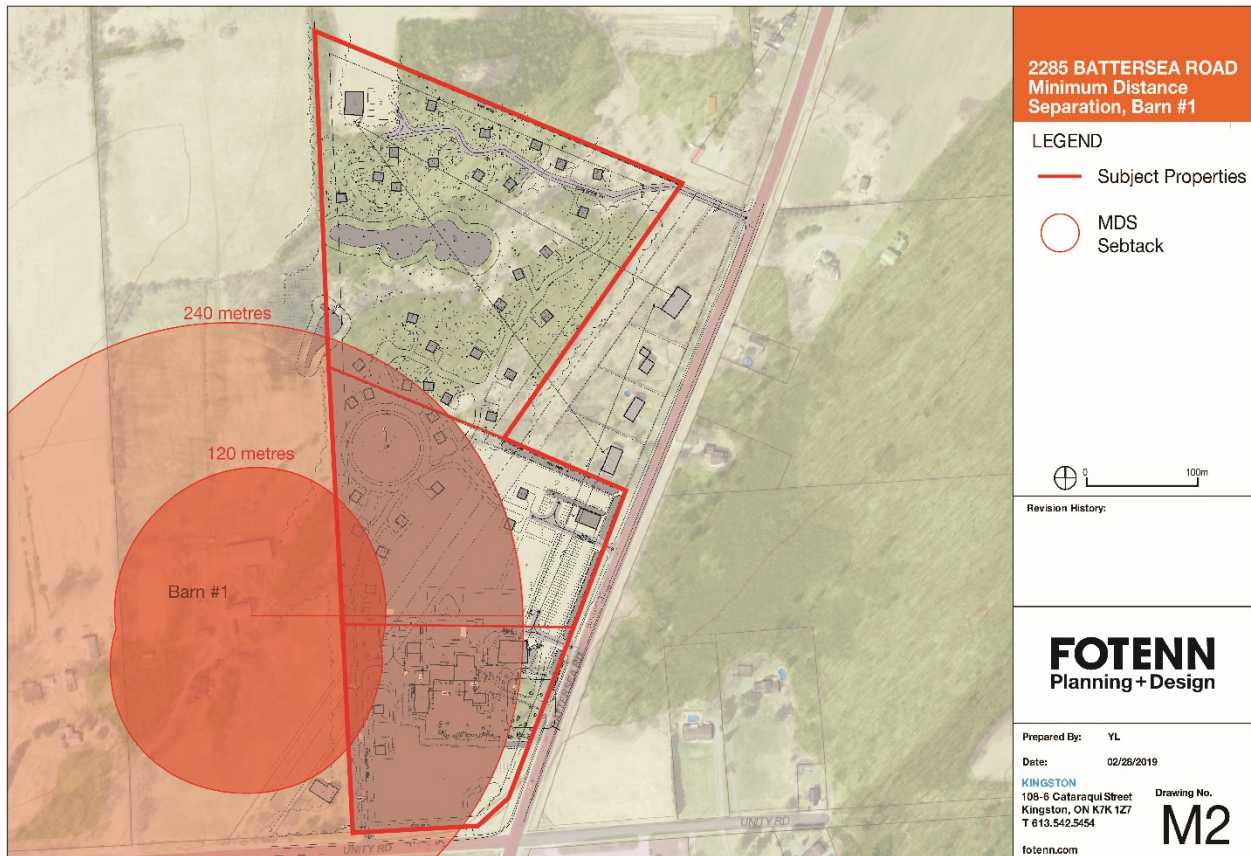 240 metres
120 metres
Barn #1
BATTERSEA RD
UNITY RD
UNITY RD
2285 BATTERSEA ROAD
Minimum Distance
Separation, Barn #1
LEGEND
Subject Properties
MDS
Sebtack
0 100m
Revision History:
FOTENN
Planning+Design
Prepared By: YL
Date: 02/28/2019
KINGSTON
108-6 Cataraqui Street
Kingston, ON K7K 1Z7
T 613.542.5454
fotenn.com
Drawing No.
M2